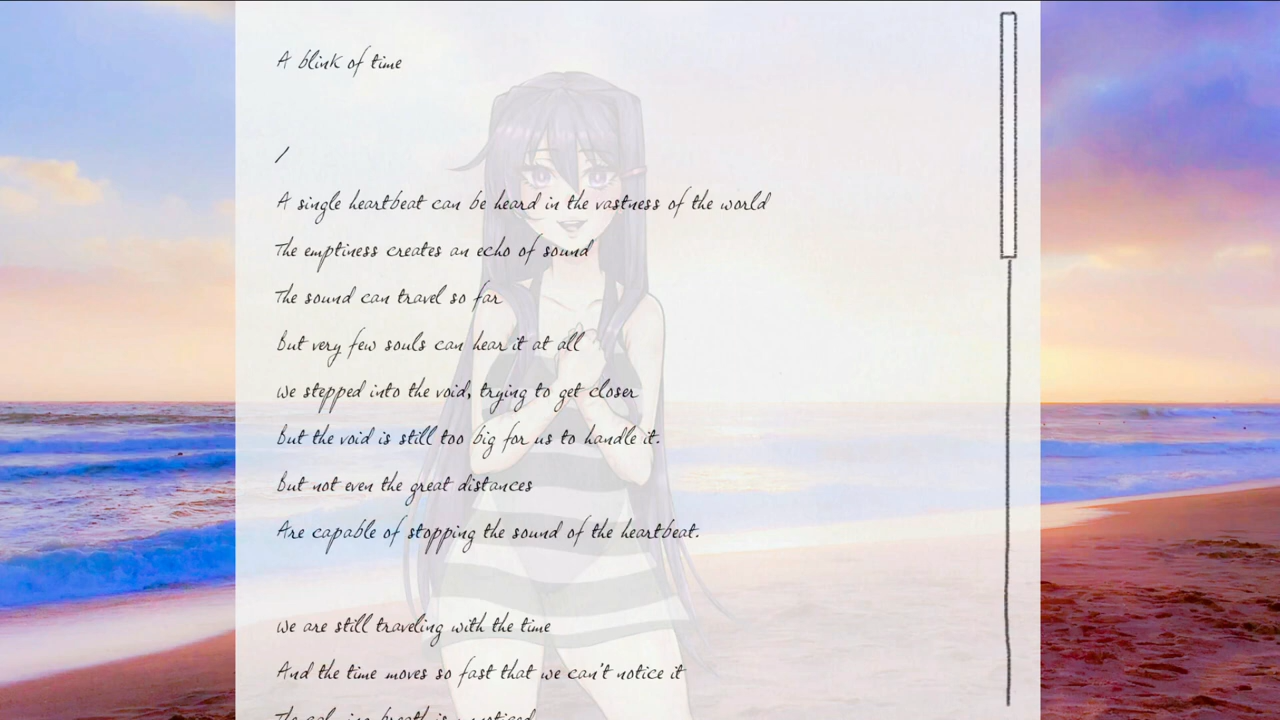 A blink of time
/
A single heartbeat can be heard in the vastness of the world
The emptiness creates an echo of sound
The sound can travel so far
But very few souls can hear it at all
We stepped into the void, trying to get closer
But the void is still too big for us to handle it.
But not even the great distances
Are capable of stopping the sound of the heartbeat.
We are still traveling with the time
And the time moves so fast that we can't notice it
The breath is